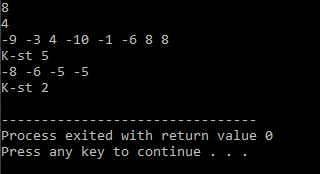 8
4
-9 -3 4 -10 -1 -6 8 8
K-st 5
-8 -6 -5 -5
K-st 2
--------------------------------
Process exited with return value 0
Press any key to continue . . .